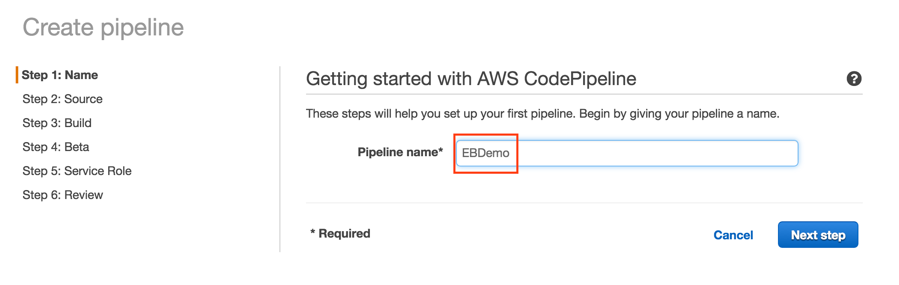 Create pipeline
Step 1: Name
Step 2: Source
Step 3: Build
Step 4: Beta
Step 5: Service Role
Step 6: Review
Getting started with AWS CodePipeline
?
These steps will help you set up your first pipeline. Begin by giving your pipeline a name.
Pipeline name* EBDemo
* Required
Cancel Next step